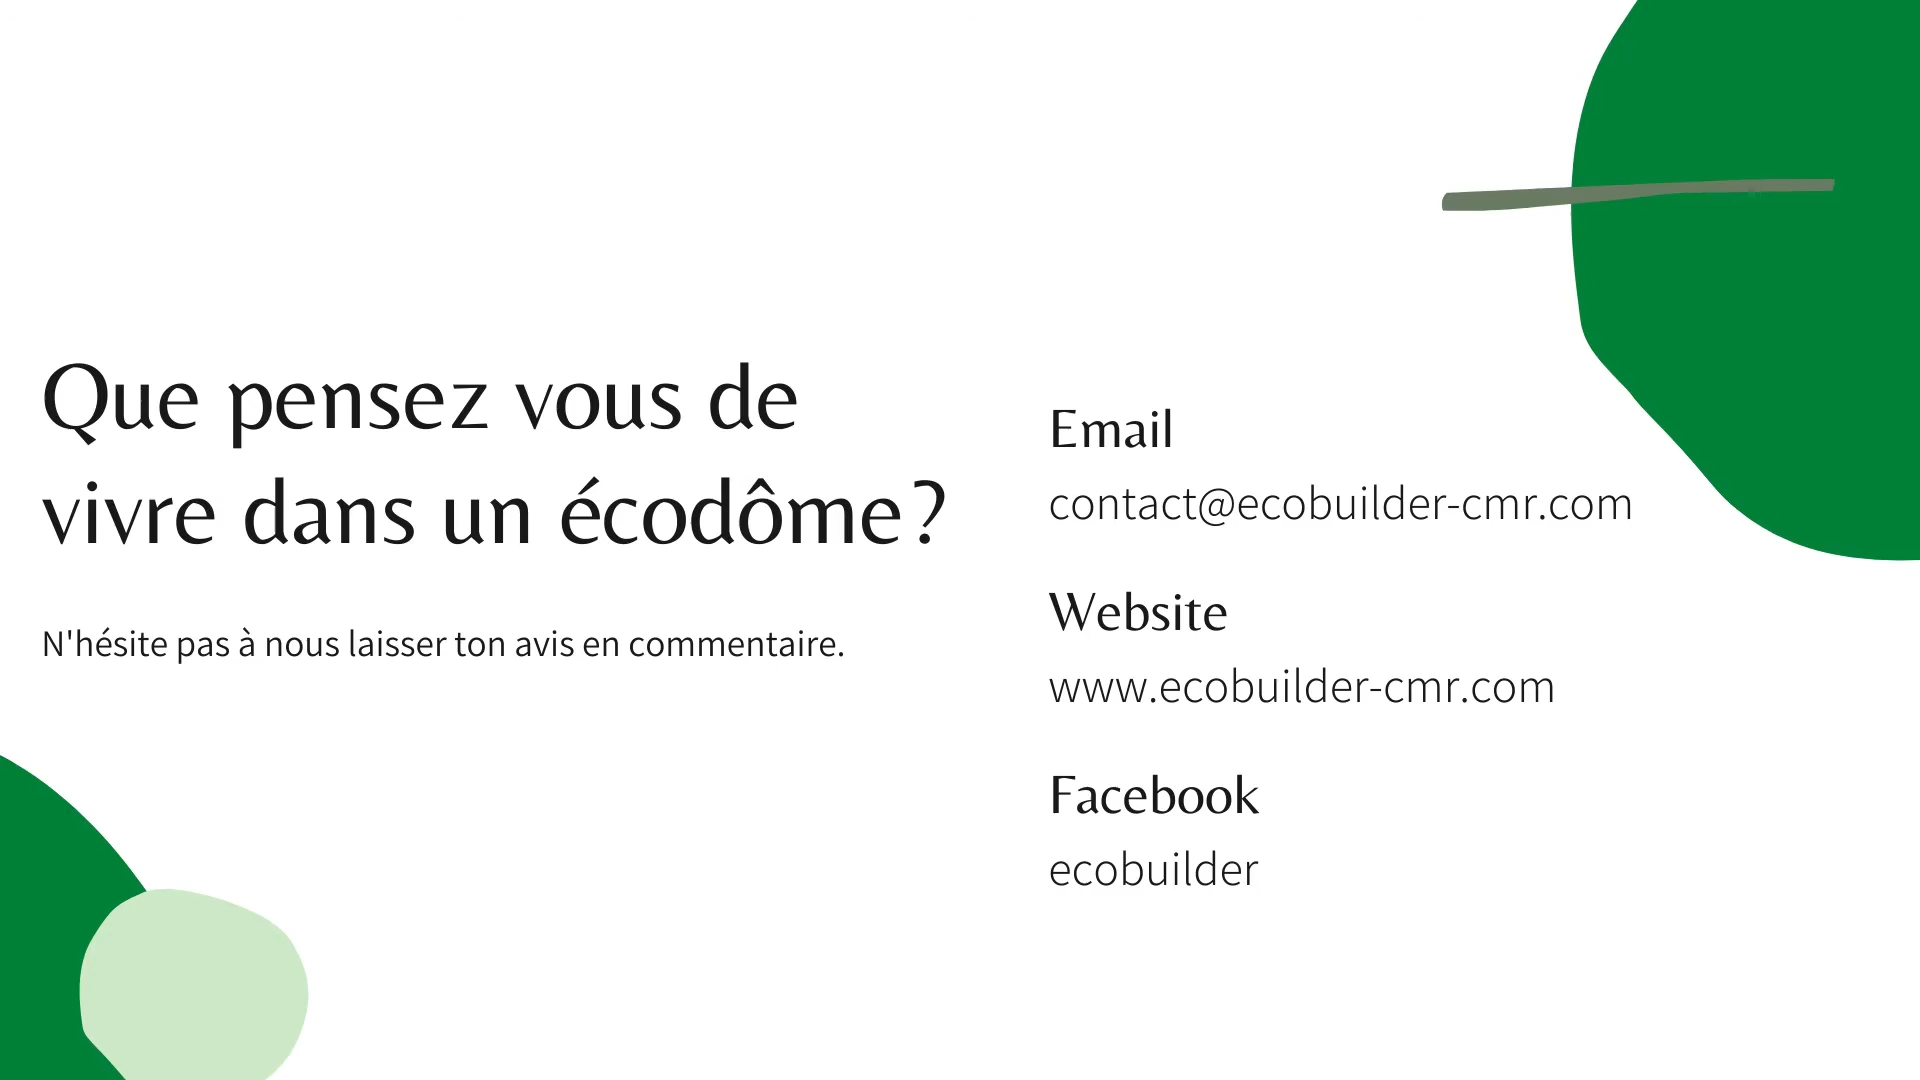 Que pensez vous de
vivre dans un écodôme?
N'hésite pas à nous laisser ton avis en commentaire.
Email
contact@ecobuilder-cmr.com
Website
www.ecobuilder-cmr.com
Facebook
ecobuilder